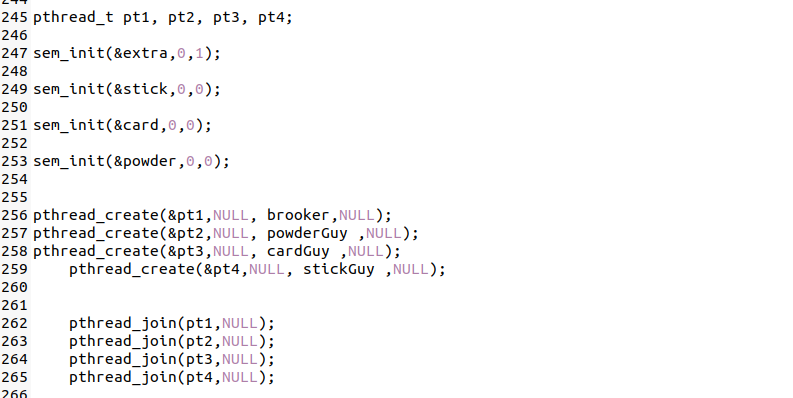 244
245 pthread_t pt1, pt2, pt3, pt4;
246
247 sem_init(&extra,0,1);
248
249 sem_init(&stick,0,0);
250
251 sem_init(&card,0,0);
252
253 sem_init(&powder,0,0);
254
255
256 pthread_create(&pt1,NULL, brooker,NULL);
257 pthread_create(&pt2,NULL, powderGuy ,NULL);
258 pthread_create(&pt3,NULL, cardGuy ,NULL);
259     pthread_create(&pt4,NULL, stickGuy ,NULL);
260
261
262     pthread_join(pt1,NULL);
263     pthread_join(pt2,NULL);
264     pthread_join(pt3,NULL);
265     pthread_join(pt4,NULL);
266